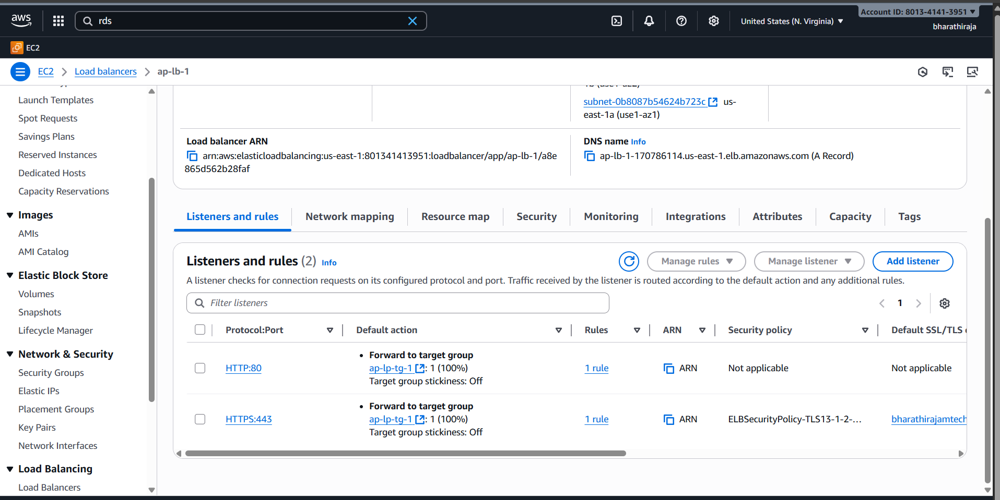 aws
rds
United States (N. Virginia)
Account ID: 8013-4141-3951
bharathiraja
EC2
EC2
Load balancers
ap-lb-1
Launch Templates
Spot Requests
Savings Plans
Reserved Instances
Dedicated Hosts
Capacity Reservations
Images
AMIs
AMI Catalog
Elastic Block Store
Volumes
Snapshots
Lifecycle Manager
Network & Security
Security Groups
Elastic IPs
Placement Groups
Key Pairs
Network Interfaces
Load Balancing
Load Balancers
subnet-0b8087b54624b723c us-
east-1a (use1-az1)
Load balancer ARN
arn:aws:elasticloadbalancing:us-east-1:801341413951:loadbalancer/app/ap-lb-1/a8e
865d562b28faf
DNS name Info
ap-lb-1-170786114.us-east-1.elb.amazonaws.com (A Record)
Listeners and rules
Network mapping
Resource map
Security
Monitoring
Integrations
Attributes
Capacity
Tags
Listeners and rules (2) Info
Manage rules
Manage listener
Add listener
A listener checks for connection requests on its configured protocol and port. Traffic received by the listener is routed according to the default action and any additional rules.
Filter listeners
1
Protocol:Port
Default action
Rules
ARN
Security policy
Default SSL/TLS
HTTP:80
• Forward to target group
ap-lp-tg-1 : 1 (100%)
Target group stickiness: Off
1 rule
ARN
Not applicable
Not applicable
HTTPS:443
• Forward to target group
ap-lp-tg-1 : 1 (100%)
Target group stickiness: Off
1 rule
ARN
ELBSecurityPolicy-TLS13-1-2-...
bharathirajamtech